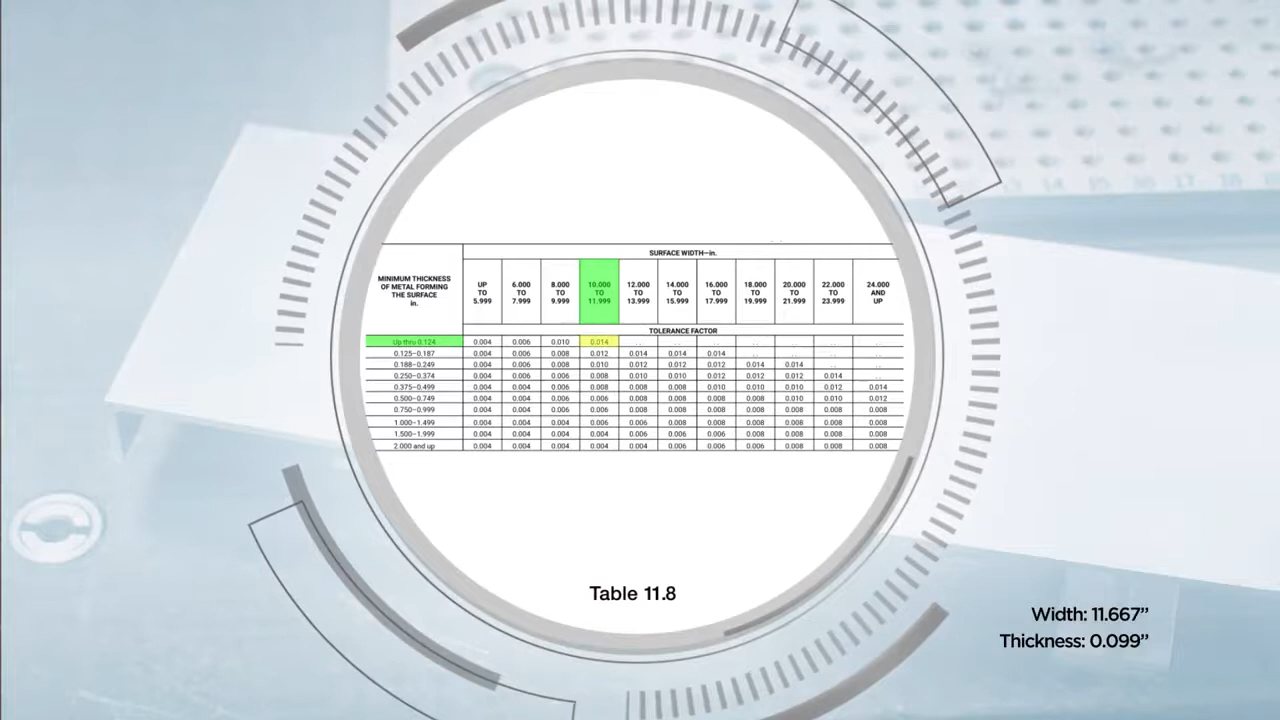 SURFACE WIDTH—in.
MINIMUM THICKNESS
OF METAL FORMING
THE SURFACE
in.
UP TO 5.999 6.000 TO 7.999 8.000 TO 9.999 10.000 TO 11.999 12.000 TO 13.999 14.000 TO 15.999 16.000 TO 17.999 18.000 TO 19.999 20.000 TO 21.999 22.000 TO 23.999 24.000 AND UP
TOLERANCE FACTOR
Up thru 0.124 0.004 0.006 0.010 0.014 . . . . . . . . . . . . . .
0.125–0.187 0.004 0.006 0.008 0.012 0.014 0.014 0.014 . . . . . . . .
0.188–0.249 0.004 0.006 0.008 0.010 0.012 0.012 0.012 0.014 0.014 . . . .
0.250–0.374 0.004 0.006 0.006 0.008 0.010 0.010 0.012 0.012 0.012 0.014 . .
0.375–0.499 0.004 0.004 0.006 0.008 0.008 0.008 0.010 0.010 0.010 0.012 0.014
0.500–0.749 0.004 0.004 0.006 0.006 0.008 0.008 0.008 0.008 0.010 0.010 0.012
0.750–0.999 0.004 0.004 0.006 0.006 0.008 0.008 0.008 0.008 0.008 0.008 0.008
1.000–1.499 0.004 0.004 0.004 0.006 0.006 0.008 0.008 0.008 0.008 0.008 0.008
1.500–1.999 0.004 0.004 0.004 0.004 0.006 0.006 0.006 0.008 0.008 0.008 0.008
2.000 and up 0.004 0.004 0.004 0.004 0.004 0.006 0.006 0.006 0.008 0.008 0.008
Table 11.8
Width: 11.667”
Thickness: 0.099”
14 15 16 17 18